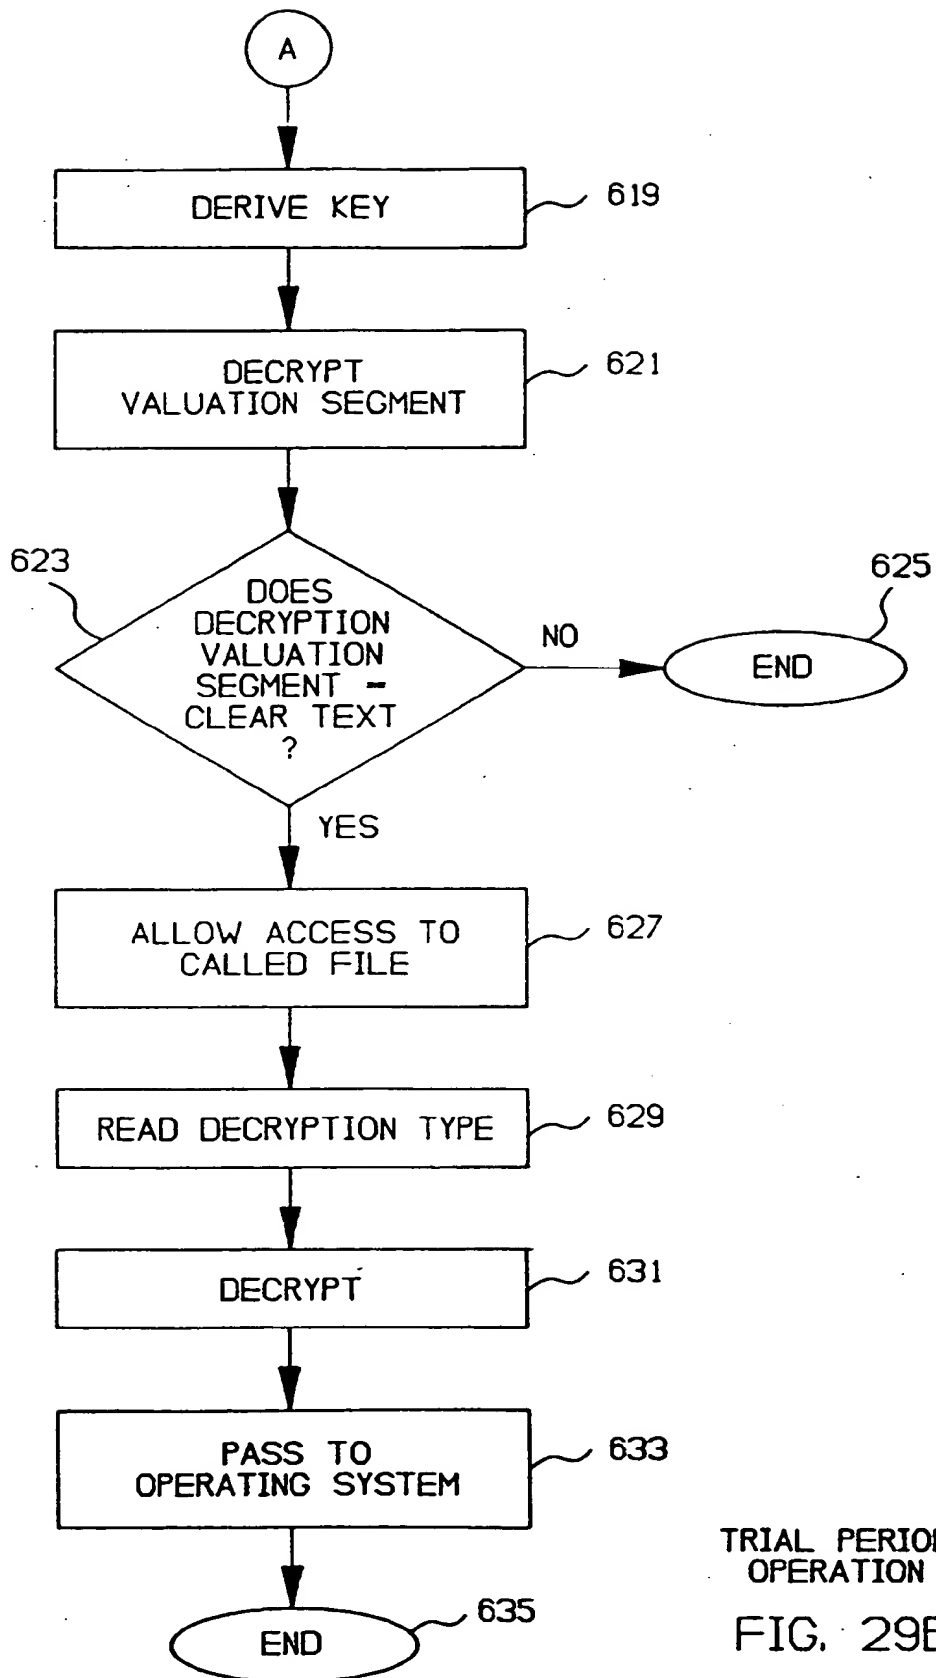 A
DERIVE KEY
619
DECRYPT
VALUATION SEGMENT
621
623
DOES
DECRYPTION
VALUATION
SEGMENT -
CLEAR TEXT
?
NO
625
END
YES
ALLOW ACCESS TO
CALLED FILE
627
READ DECRYPTION TYPE
629
DECRYPT
631
PASS TO
OPERATING SYSTEM
633
END
635
TRIAL PERIOD
OPERATION
FIG. 29B